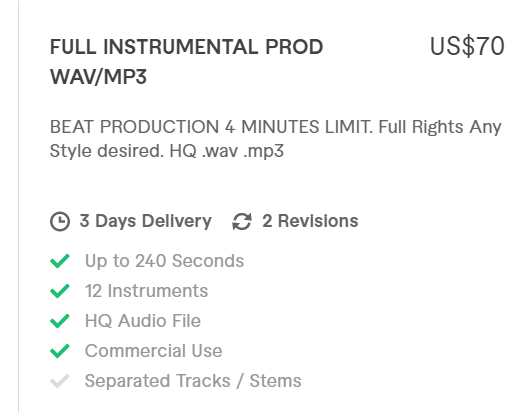 FULL INSTRUMENTAL PROD US$70
WAV/MP3
BEAT PRODUCTION 4 MINUTES LIMIT. Full Rights Any
Style desired. HQ .wav .mp3
3 Days Delivery 2 Revisions
Up to 240 Seconds
12 Instruments
HQ Audio File
Commercial Use
Separated Tracks / Stems